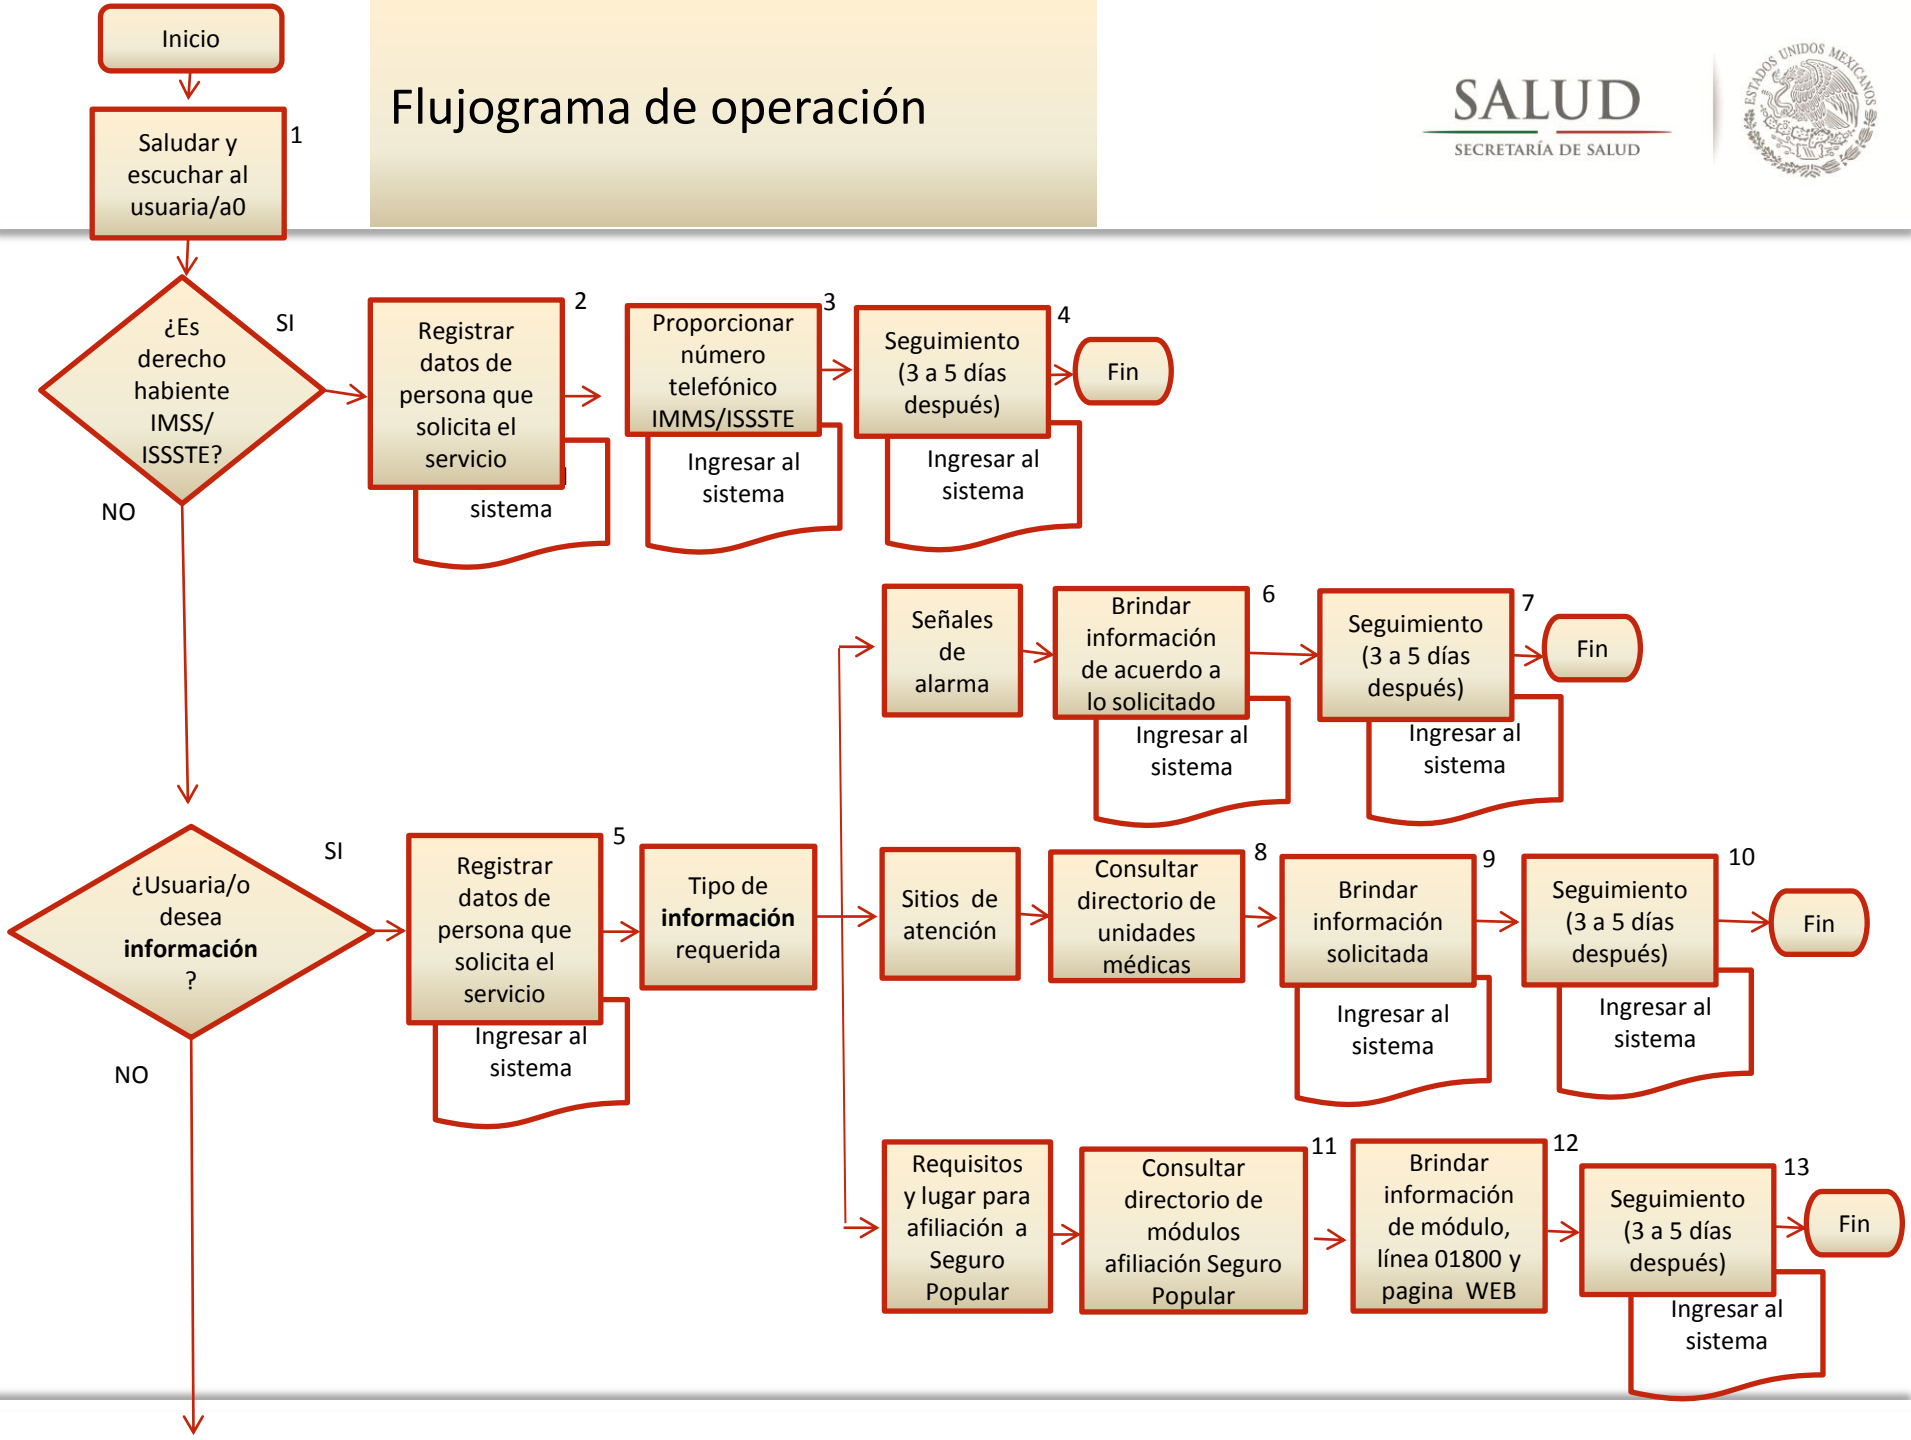 Inicio
Flujograma de operación
SALUD
SECRETARÍA DE SALUD
ESTADOS UNIDOS MEXICANOS
1
Saludar y
escuchar al
usuaria/a0
¿Es
derecho
habiente
IMSS/
ISSSTE?
SI
NO
2
Registrar
datos de
persona que
solicita el
servicio
sistema
3
Proporcionar
número
telefónico
IMMS/ISSSTE
Ingresar al
sistema
4
Seguimiento
(3 a 5 días
después)
Ingresar al
sistema
Fin
Señales
de
alarma
6
Brindar
información
de acuerdo a
lo solicitado
Ingresar al
sistema
7
Seguimiento
(3 a 5 días
después)
Ingresar al
sistema
Fin
¿Usuaria/o
desea
información
?
SI
NO
5
Registrar
datos de
persona que
solicita el
servicio
Ingresar al
sistema
Tipo de
información
requerida
Sitios de
atención
8
Consultar
directorio de
unidades
médicas
9
Brindar
información
solicitada
Ingresar al
sistema
10
Seguimiento
(3 a 5 días
después)
Ingresar al
sistema
Fin
Requisitos
y lugar para
afiliación a
Seguro
Popular
11
Consultar
directorio de
módulos
afiliación Seguro
Popular
12
Brindar
información
de módulo,
línea 01800 y
pagina WEB
13
Seguimiento
(3 a 5 días
después)
Ingresar al
sistema
Fin